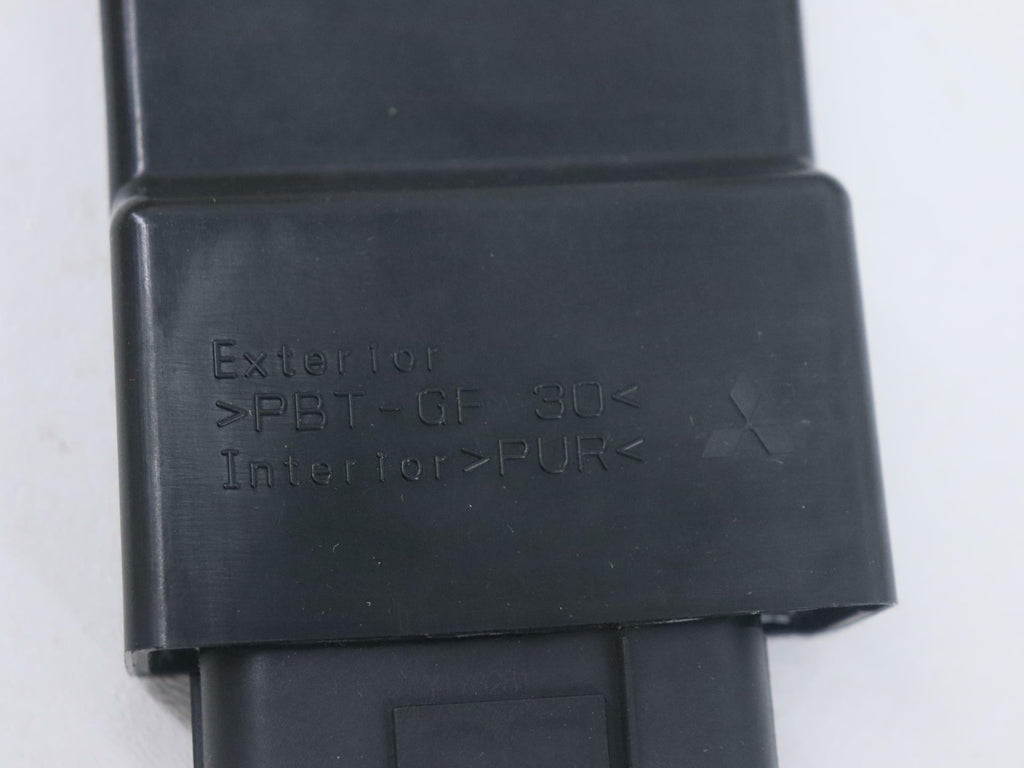 Exterior
>PBT-GF 30<
Interior>PUR<